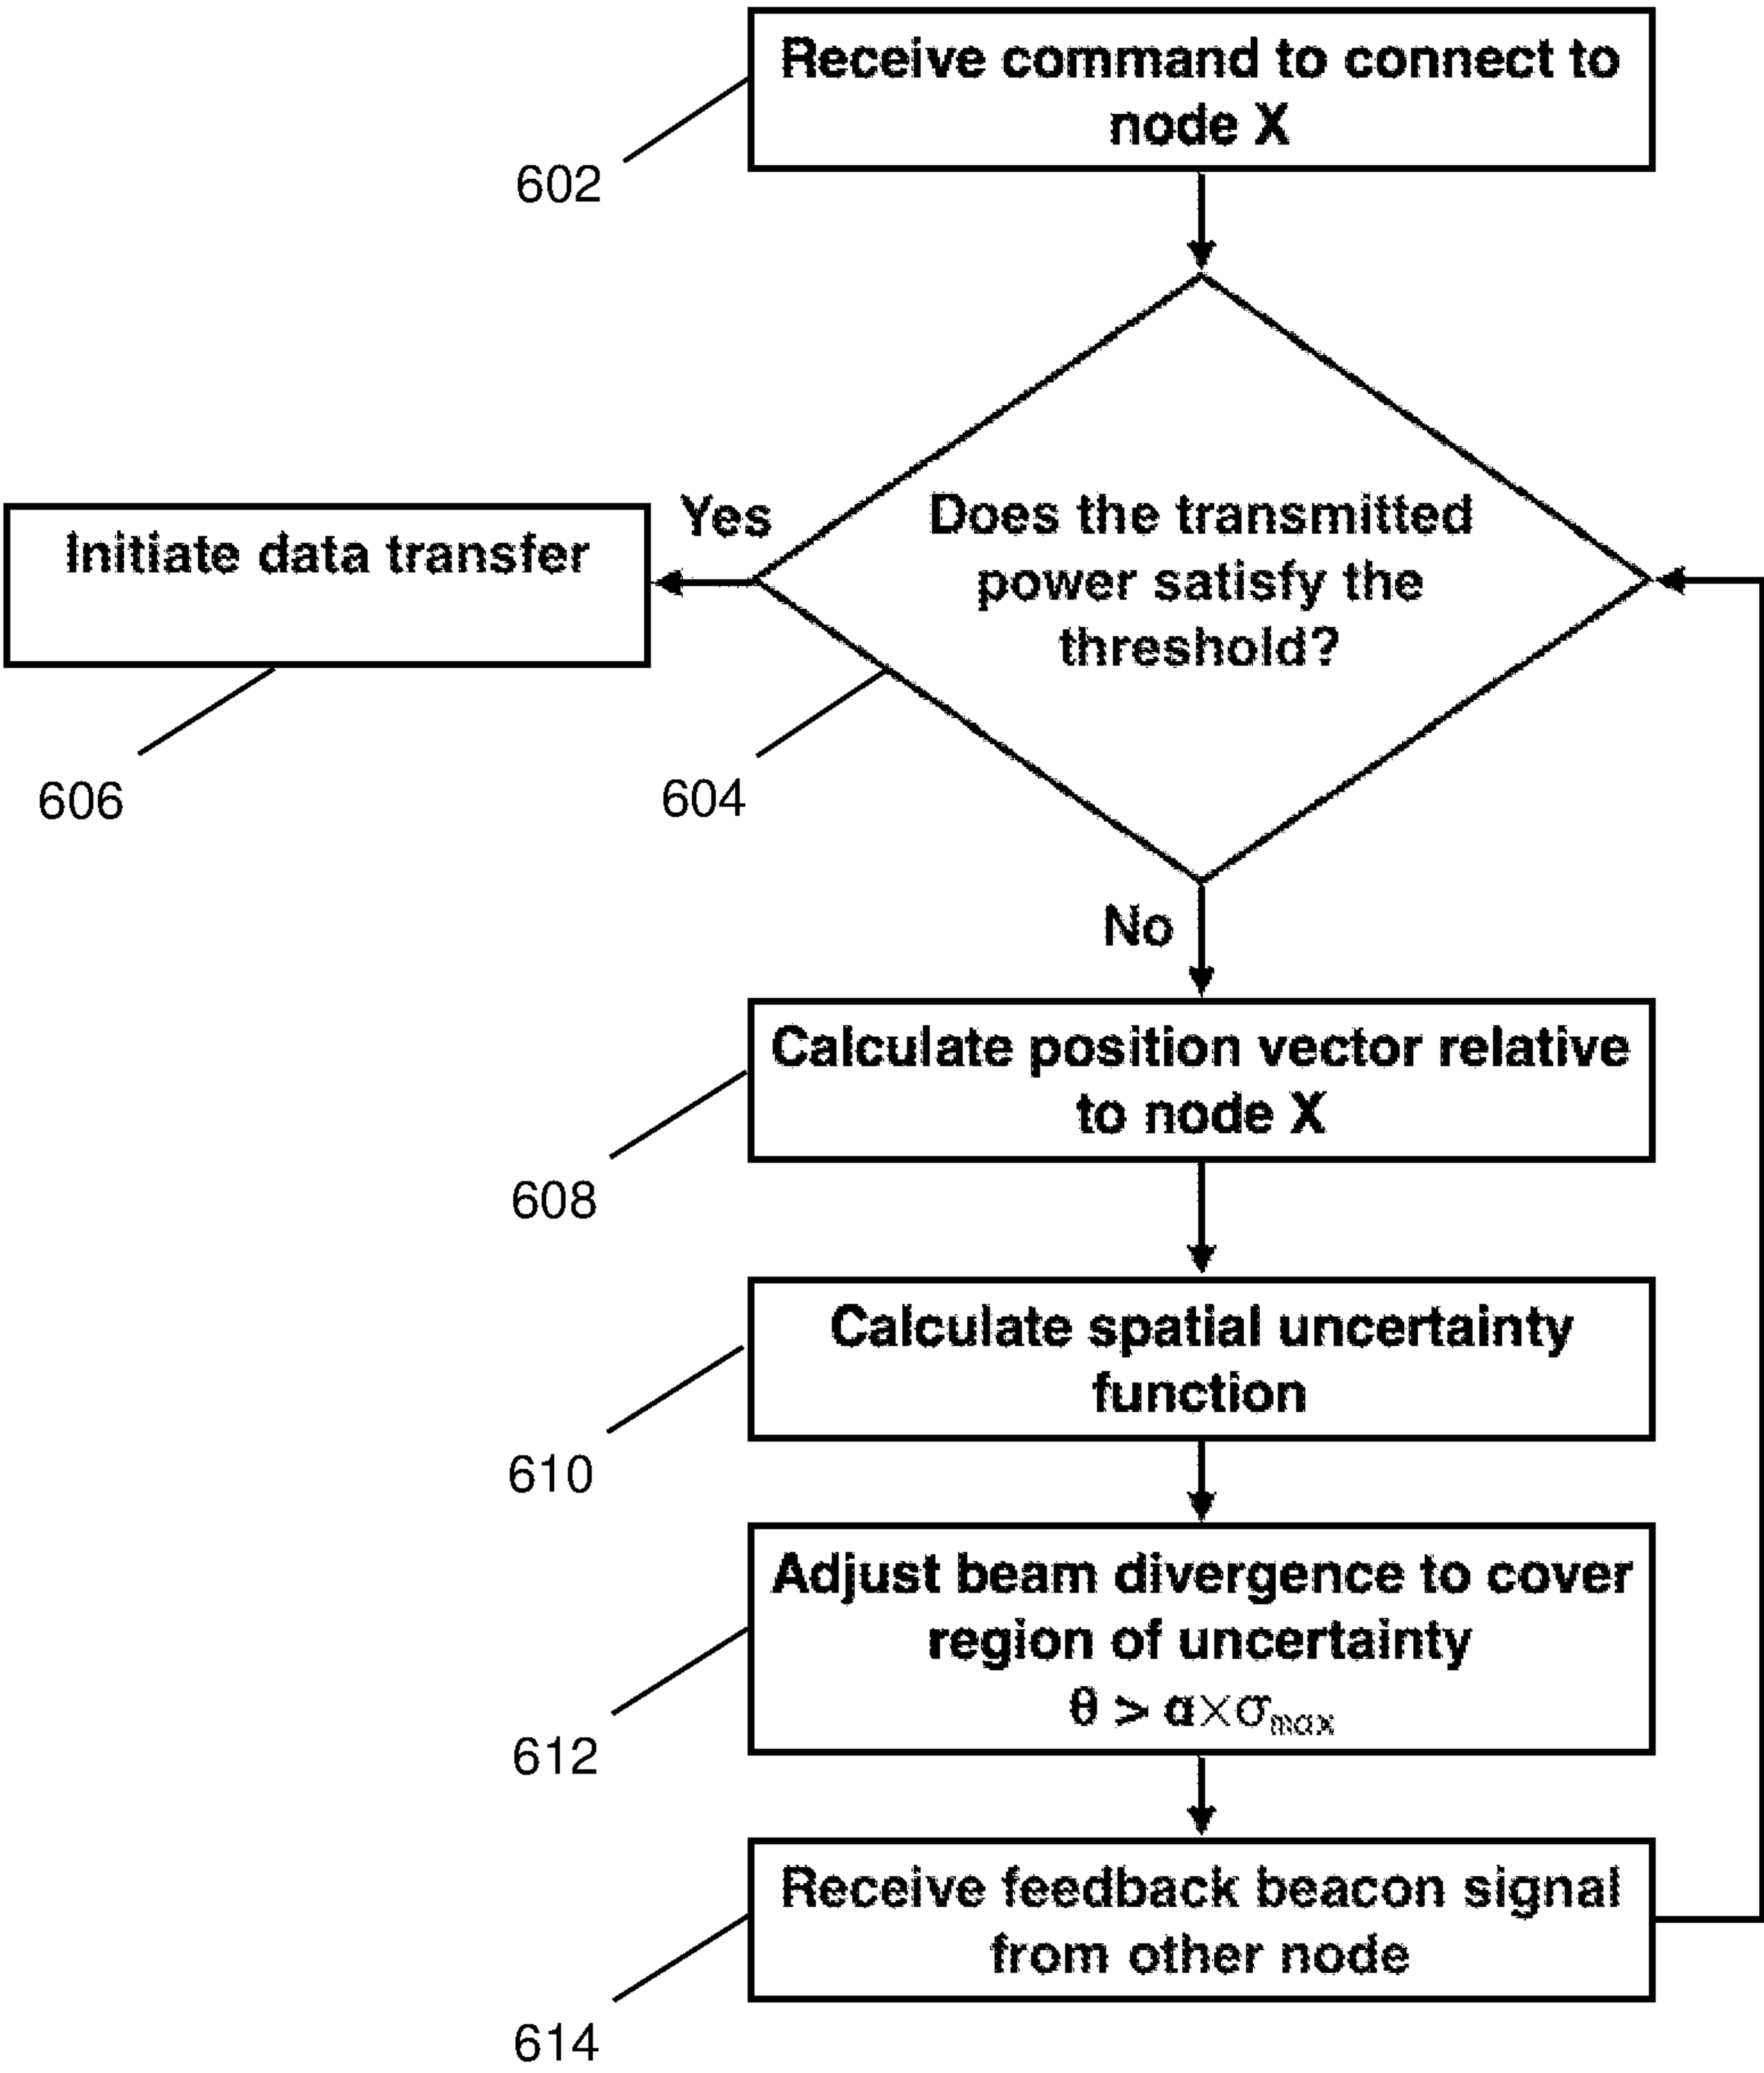 Receive command to connect to
node X
602
Does the transmitted
power satisfy the
threshold?
Yes
Initiate data transfer
606
604
No
Calculate position vector relative
to node X
608
Calculate spatial uncertainty
function
610
Adjust beam divergence to cover
region of uncertainty
θ > α×σmax
612
Receive feedback beacon signal
from other node
614